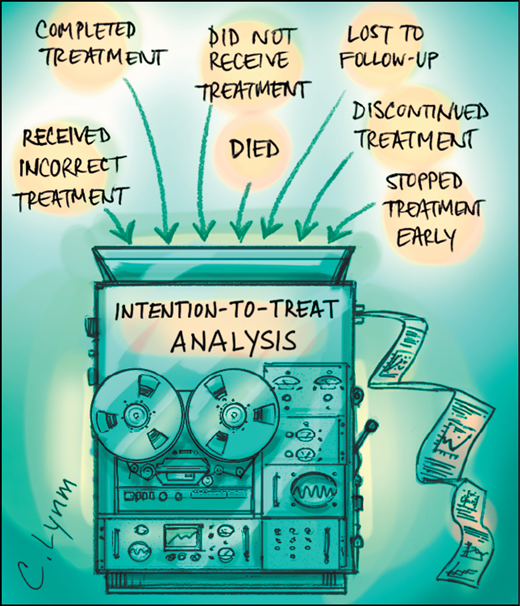 COMPLETED
TREATMENT
DID NOT
RECEIVE
TREATMENT
LOST TO
FOLLOW-UP
RECEIVED
INCORRECT
TREATMENT
DIED
DISCONTINUED
TREATMENT
STOPPED
TREATMENT
EARLY
INTENTION-TO-TREAT
ANALYSIS
C. Lynm